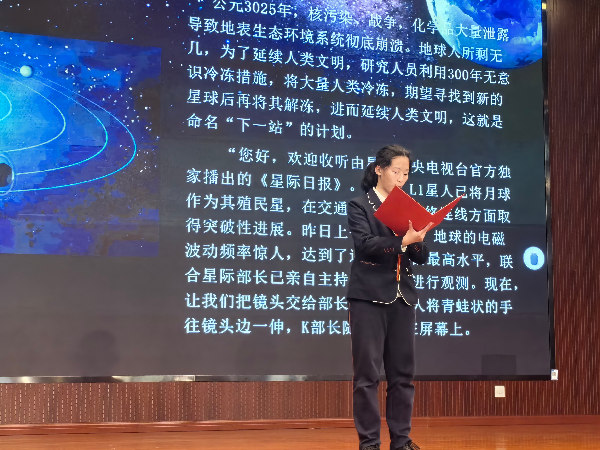 公元3025年，核污染、战争，化学品大量泄露
导致地表生态环境系统彻底崩溃。地球人所剩无
几，为了延续人类文明，研究人员利用300年无意
识冷冻措施，将大量人类冷冻，期望寻找到新的
星球后再将其解冻，进而延续人类文明，这就是
命名“下一站”的计划。
“您好，欢迎收听由星 央电视台官方独
家播出的《星际日报》。 L1星人已将月球
作为其殖民星，在交通 连线方面取
得突破性进展。昨日上 地球的电磁
波动频率惊人，达到了 最高水平，联
合星际部长已亲自主持 进行观测。现在，
让我们把镜头交给部长 人将青蛙状的手
往镜头边一伸，K部长 屏幕上。